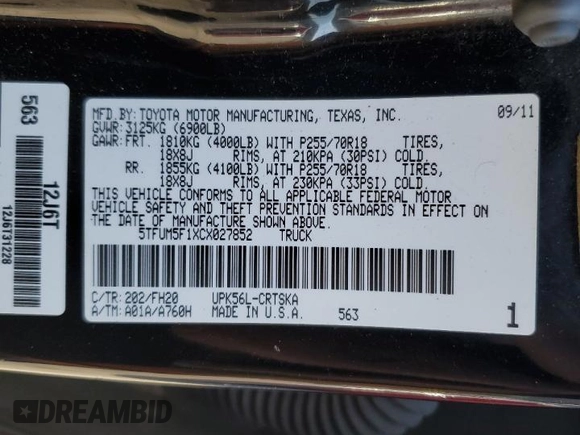 MFD.BY: TOYOTA MOTOR MANUFACTURING, TEXAS, INC. 09/11
GVWR: 3125KG (6900LB)
GAWR: FRT. 1810KG (4000LB) WITH P255/70R18 TIRES,
18X8J RIMS, AT 210KPA (30PSI) COLD.
RR. 1855KG (4100LB) WITH P255/70R18 TIRES,
18X8J RIMS, AT 230KPA (33PSI) COLD.
THIS VEHICLE CONFORMS TO ALL APPLICABLE FEDERAL MOTOR
VEHICLE SAFETY AND THEFT PREVENTION STANDARDS IN EFFECT ON
THE DATE OF MANUFACTURE SHOWN ABOVE.
5TFUM5F1XCX027852 TRUCK
C/TR: 202/FH20 UPK56L-CRTSKA
A/TM: A01A/A760H MADE IN U.S.A. 563 1
563
12J6T
12J6T31228
DREAMBID